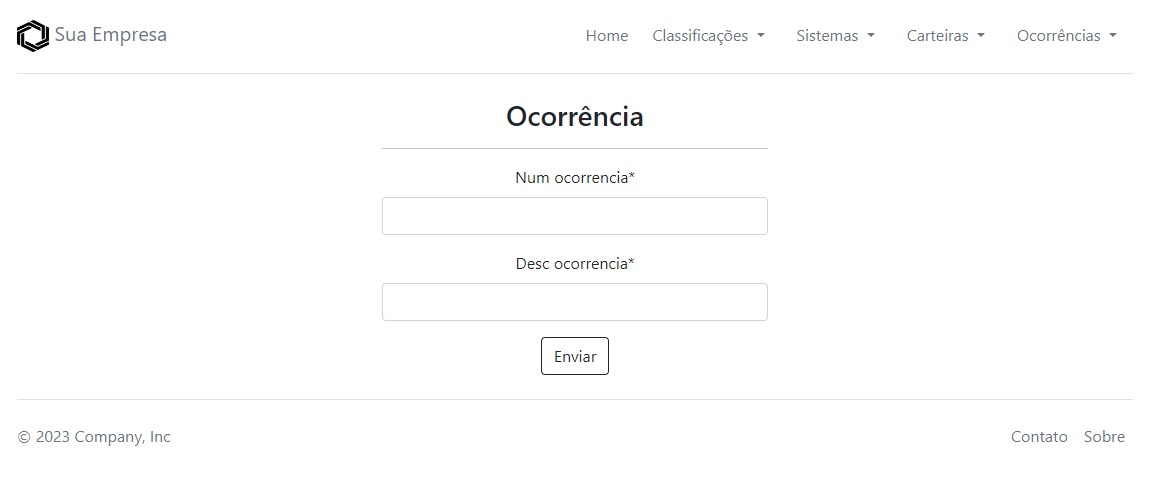 Sua Empresa Home Classificações Sistemas Carteiras Ocorrências
Ocorrência
Num ocorrencia*
Desc ocorrencia*
Enviar
© 2023 Company, Inc Contato Sobre